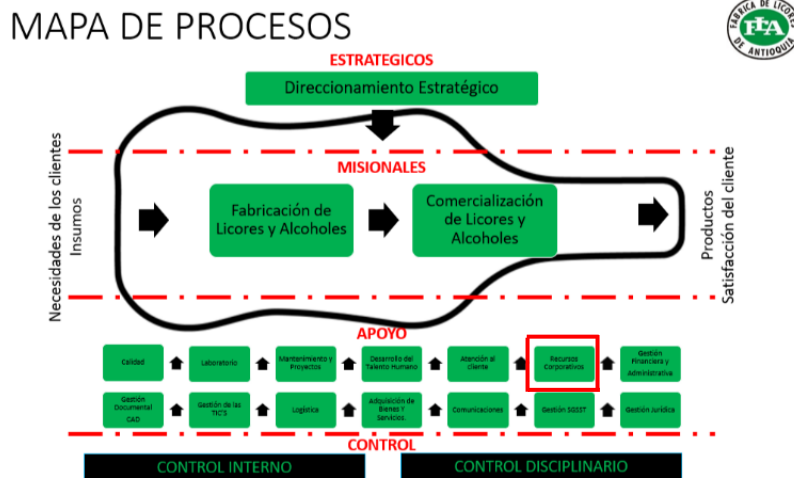 MAPA DE PROCESOS
FABRICA DE LICORES
FLA
DE ANTIOQUIA
ESTRATEGICOS
Direccionamiento Estratégico
Necesidades de los clientes
Insumos
MISIONALES
Fabricación de
Licores y Alcoholes
Comercialización
de Licores y
Alcoholes
Productos
Satisfacción del cliente
APOYO
Calidad
Laboratorio
Mantenimiento y
Proyectos
Desarrollo del
Talento Humano
Atención al
cliente
Recursos
Corporativos
Gestión
Financiera y
Administrativa
Gestión
Documental
CAD
Gestión de las
TIC'S
Logística
Adquisición de
Bienes Y
Servicios.
Comunicaciones
Gestión SGSST
Gestión Jurídica
CONTROL
CONTROL INTERNO
CONTROL DISCIPLINARIO